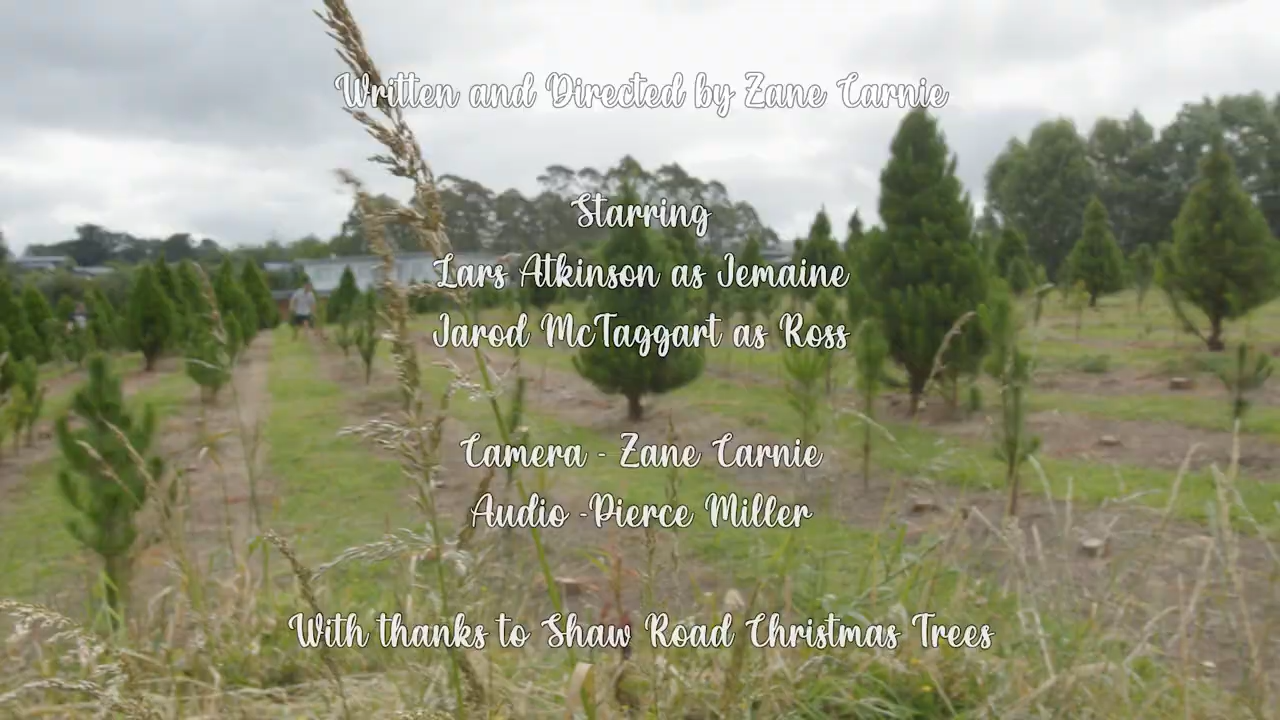 Written and Directed by Zane Carnie
Starring
Lars Atkinson as Jemaine
Jarod McTaggart as Ross
Camera - Zane Carnie
Audio -Pierce Miller
With thanks to Shaw Road Christmas Trees